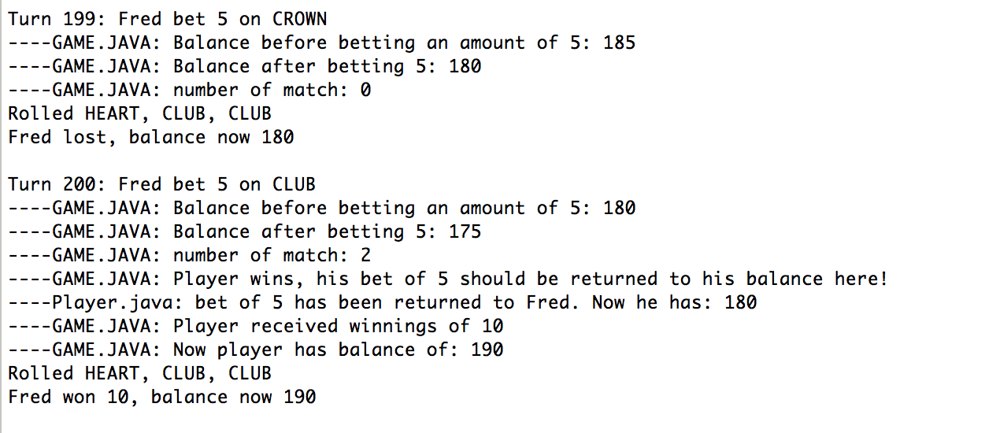 Turn 199: Fred bet 5 on CROWN
----GAME.JAVA: Balance before betting an amount of 5: 185
----GAME.JAVA: Balance after betting 5: 180
----GAME.JAVA: number of match: 0
Rolled HEART, CLUB, CLUB
Fred lost, balance now 180

Turn 200: Fred bet 5 on CLUB
----GAME.JAVA: Balance before betting an amount of 5: 180
----GAME.JAVA: Balance after betting 5: 175
----GAME.JAVA: number of match: 2
----GAME.JAVA: Player wins, his bet of 5 should be returned to his balance here!
----Player.java: bet of 5 has been returned to Fred. Now he has: 180
----GAME.JAVA: Player received winnings of 10
----GAME.JAVA: Now player has balance of: 190
Rolled HEART, CLUB, CLUB
Fred won 10, balance now 190